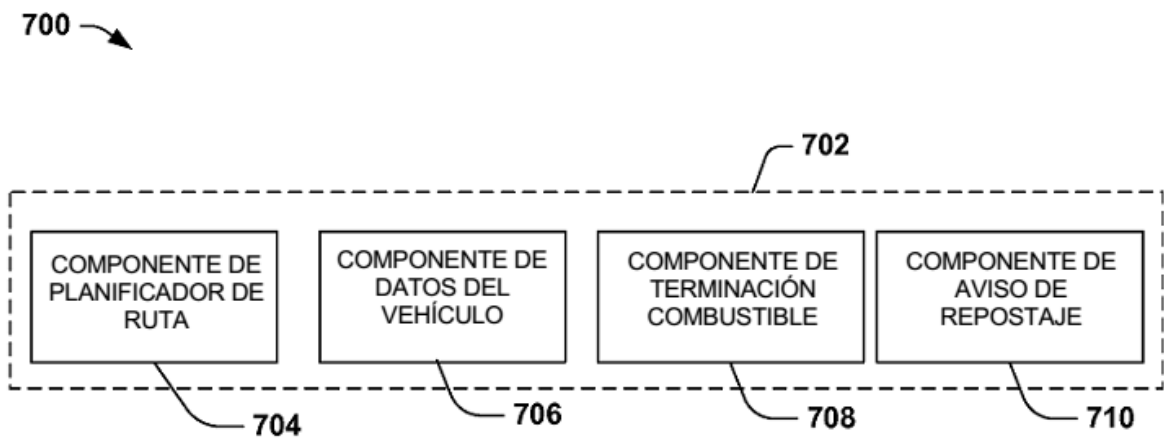 700
702
COMPONENTE DE
PLANIFICADOR DE
RUTA
COMPONENTE DE
DATOS DEL
VEHÍCULO
COMPONENTE DE
TERMINACIÓN
COMBUSTIBLE
COMPONENTE DE
AVISO DE
REPOSTAJE
704
706
708
710